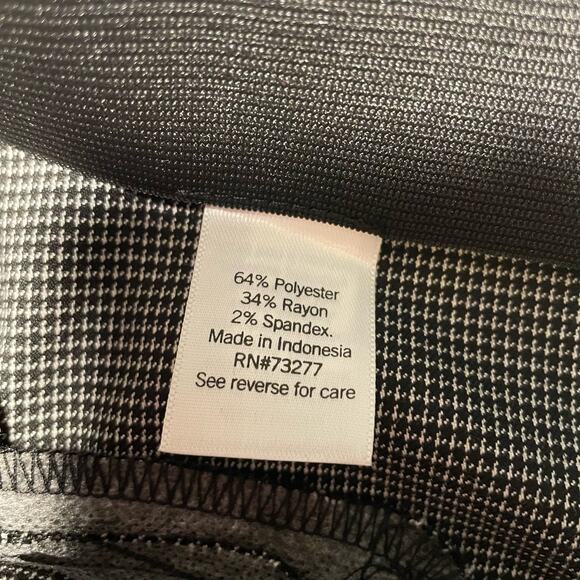 64% Polyester
34% Rayon
2% Spandex.
Made in Indonesia
RN#73277
See reverse for care